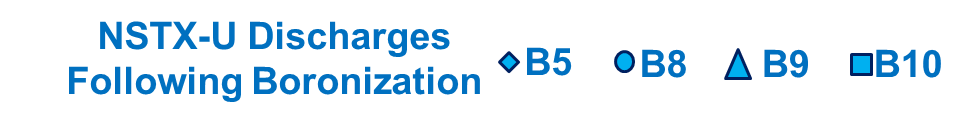 NSTX-U Discharges
Following Boronization
B5 B8 B9 B10